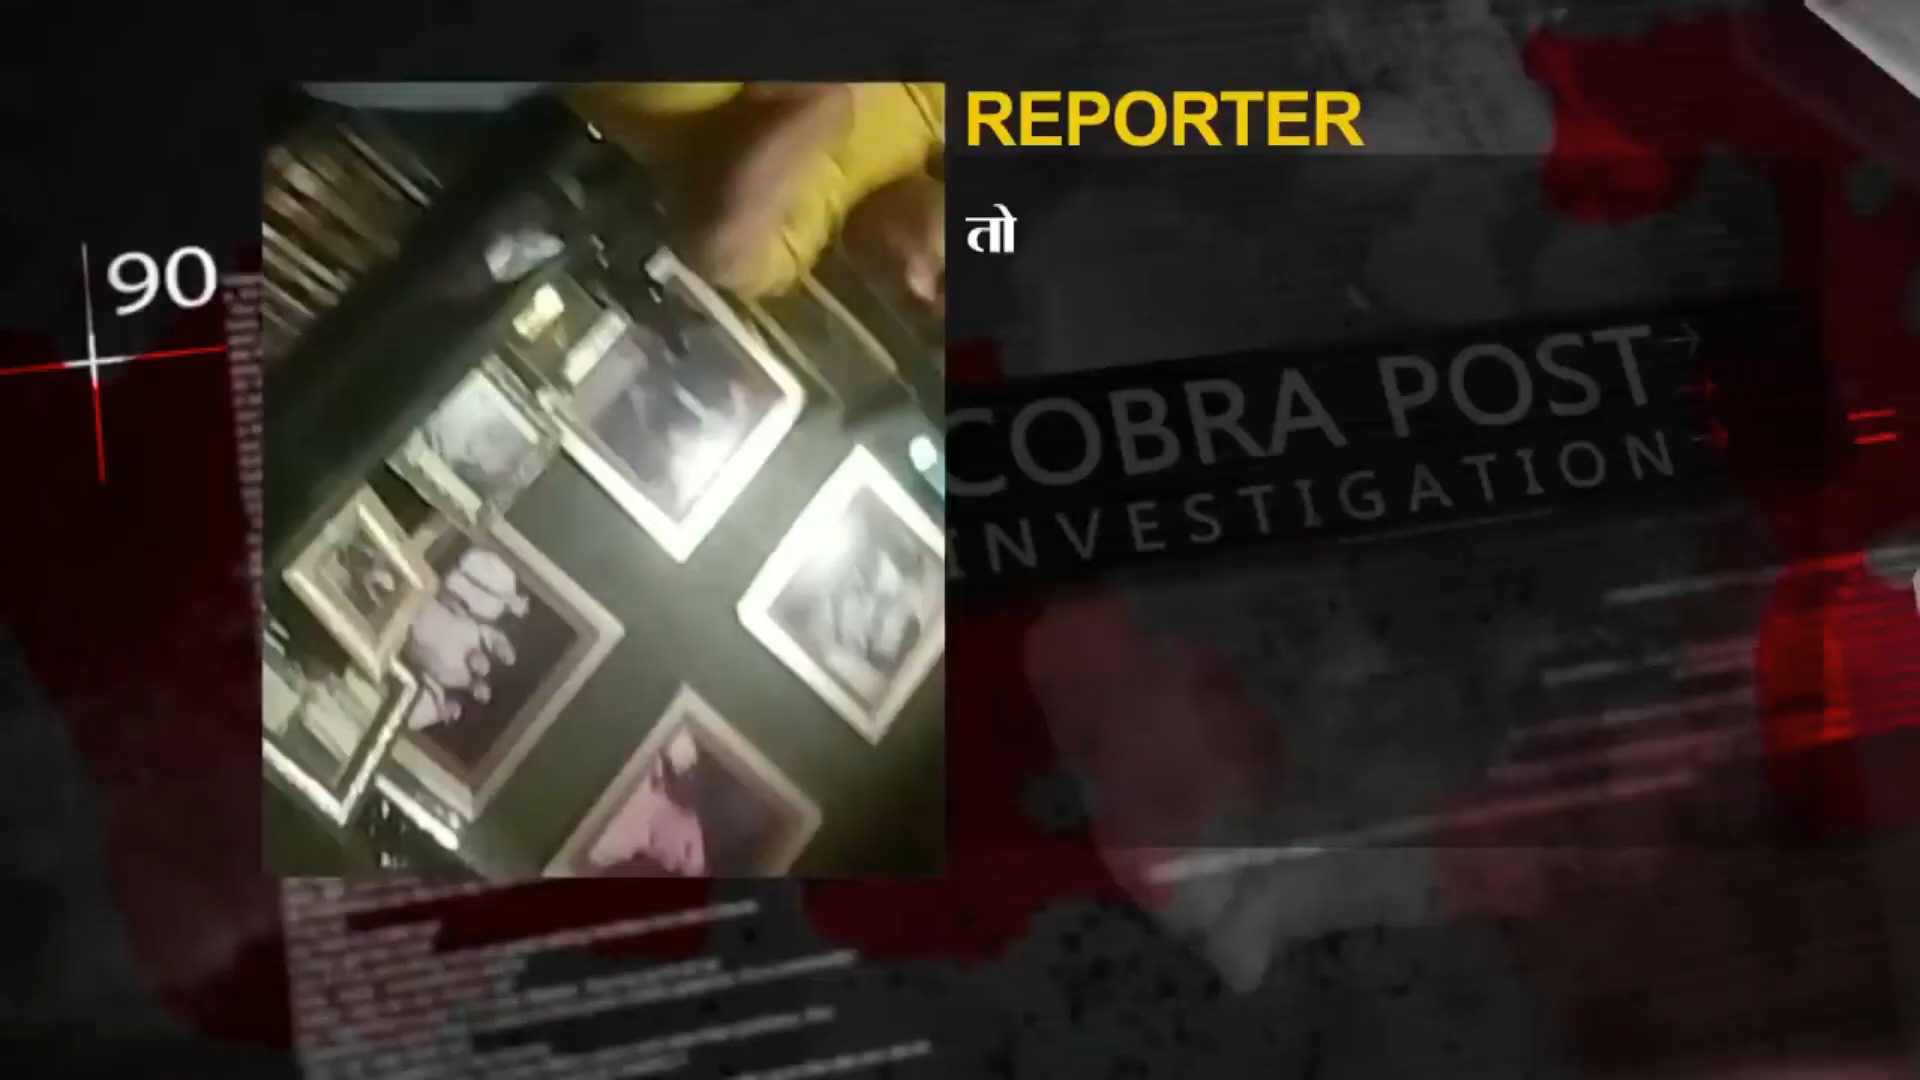 REPORTER
तो
90
COBRA POST
INVESTIGATION